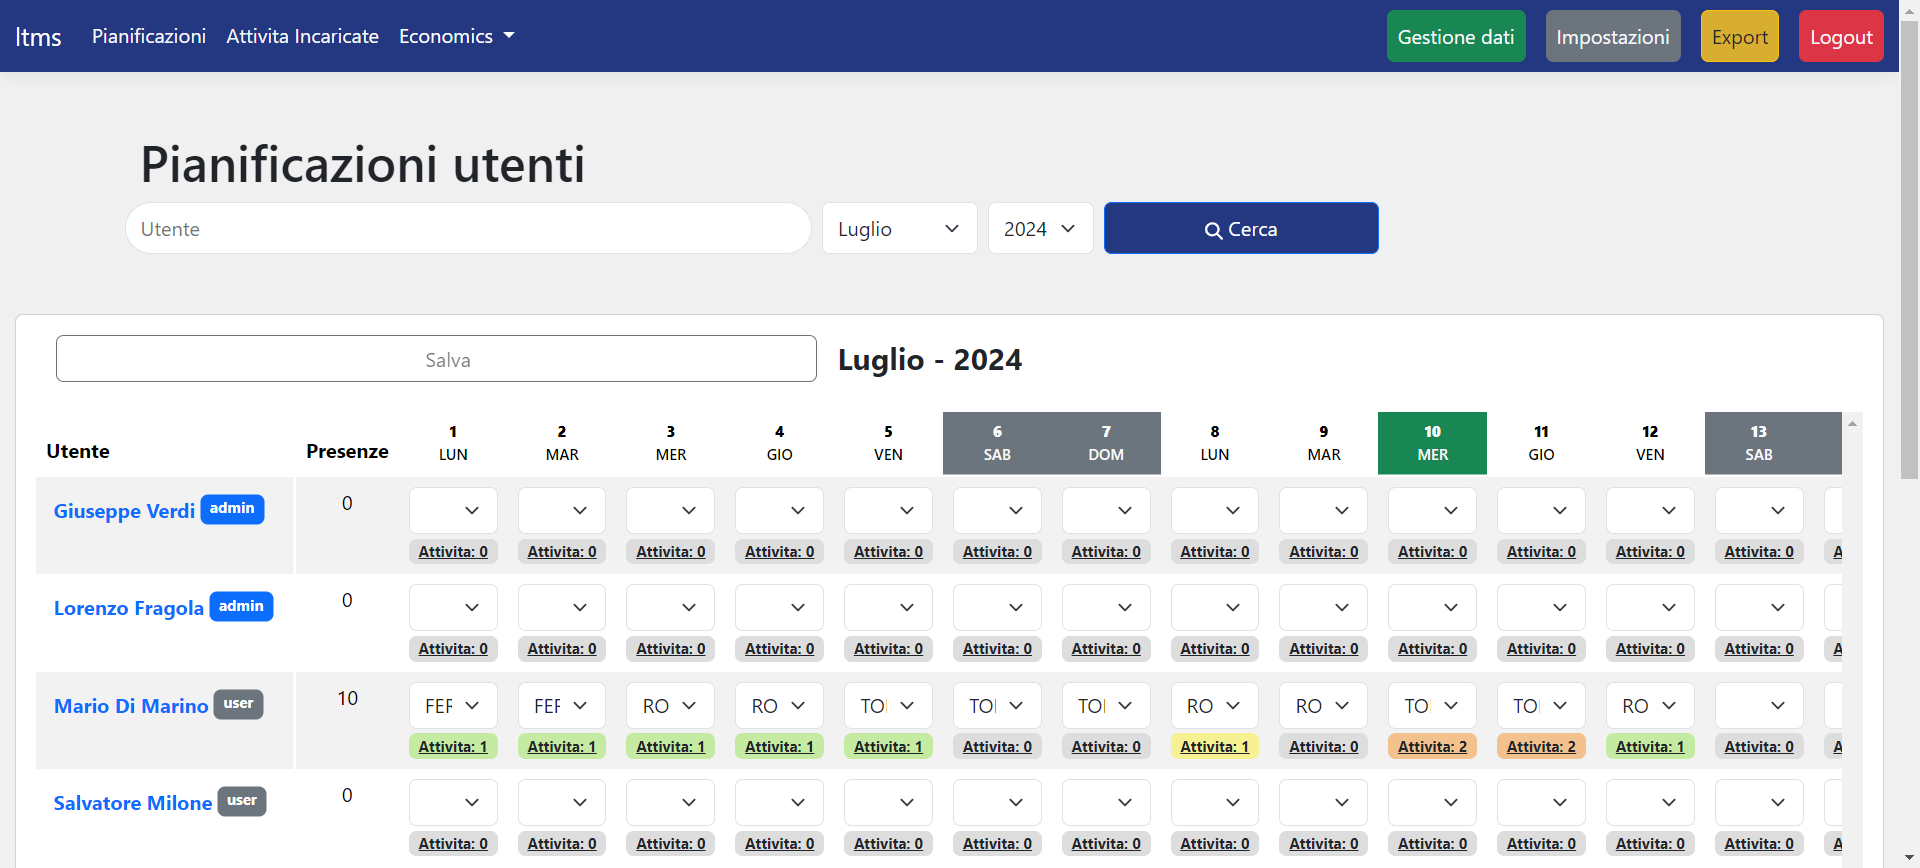 ltms Pianificazioni Attivita Incaricate Economics Gestione dati Impostazioni Export Logout
Pianificazioni utenti
Utente Luglio 2024 Cerca
Salva Luglio - 2024
1 2 3 4 5 6 7 8 9 10 11 12 13
Utente Presenze LUN MAR MER GIO VEN SAB DOM LUN MAR MER GIO VEN SAB
Giuseppe Verdi admin 0
Attivita: 0 Attivita: 0 Attivita: 0 Attivita: 0 Attivita: 0 Attivita: 0 Attivita: 0 Attivita: 0 Attivita: 0 Attivita: 0 Attivita: 0 Attivita: 0 Attivita: 0 A
Lorenzo Fragola admin 0
Attivita: 0 Attivita: 0 Attivita: 0 Attivita: 0 Attivita: 0 Attivita: 0 Attivita: 0 Attivita: 0 Attivita: 0 Attivita: 0 Attivita: 0 Attivita: 0 Attivita: 0 A
Mario Di Marino user 10 FER FER RO RO TO TO TO RO RO TO TO RO
Attivita: 1 Attivita: 1 Attivita: 1 Attivita: 1 Attivita: 1 Attivita: 0 Attivita: 0 Attivita: 1 Attivita: 0 Attivita: 2 Attivita: 2 Attivita: 1 Attivita: 0 A
Salvatore Milone user 0
Attivita: 0 Attivita: 0 Attivita: 0 Attivita: 0 Attivita: 0 Attivita: 0 Attivita: 0 Attivita: 0 Attivita: 0 Attivita: 0 Attivita: 0 Attivita: 0 Attivita: 0 A